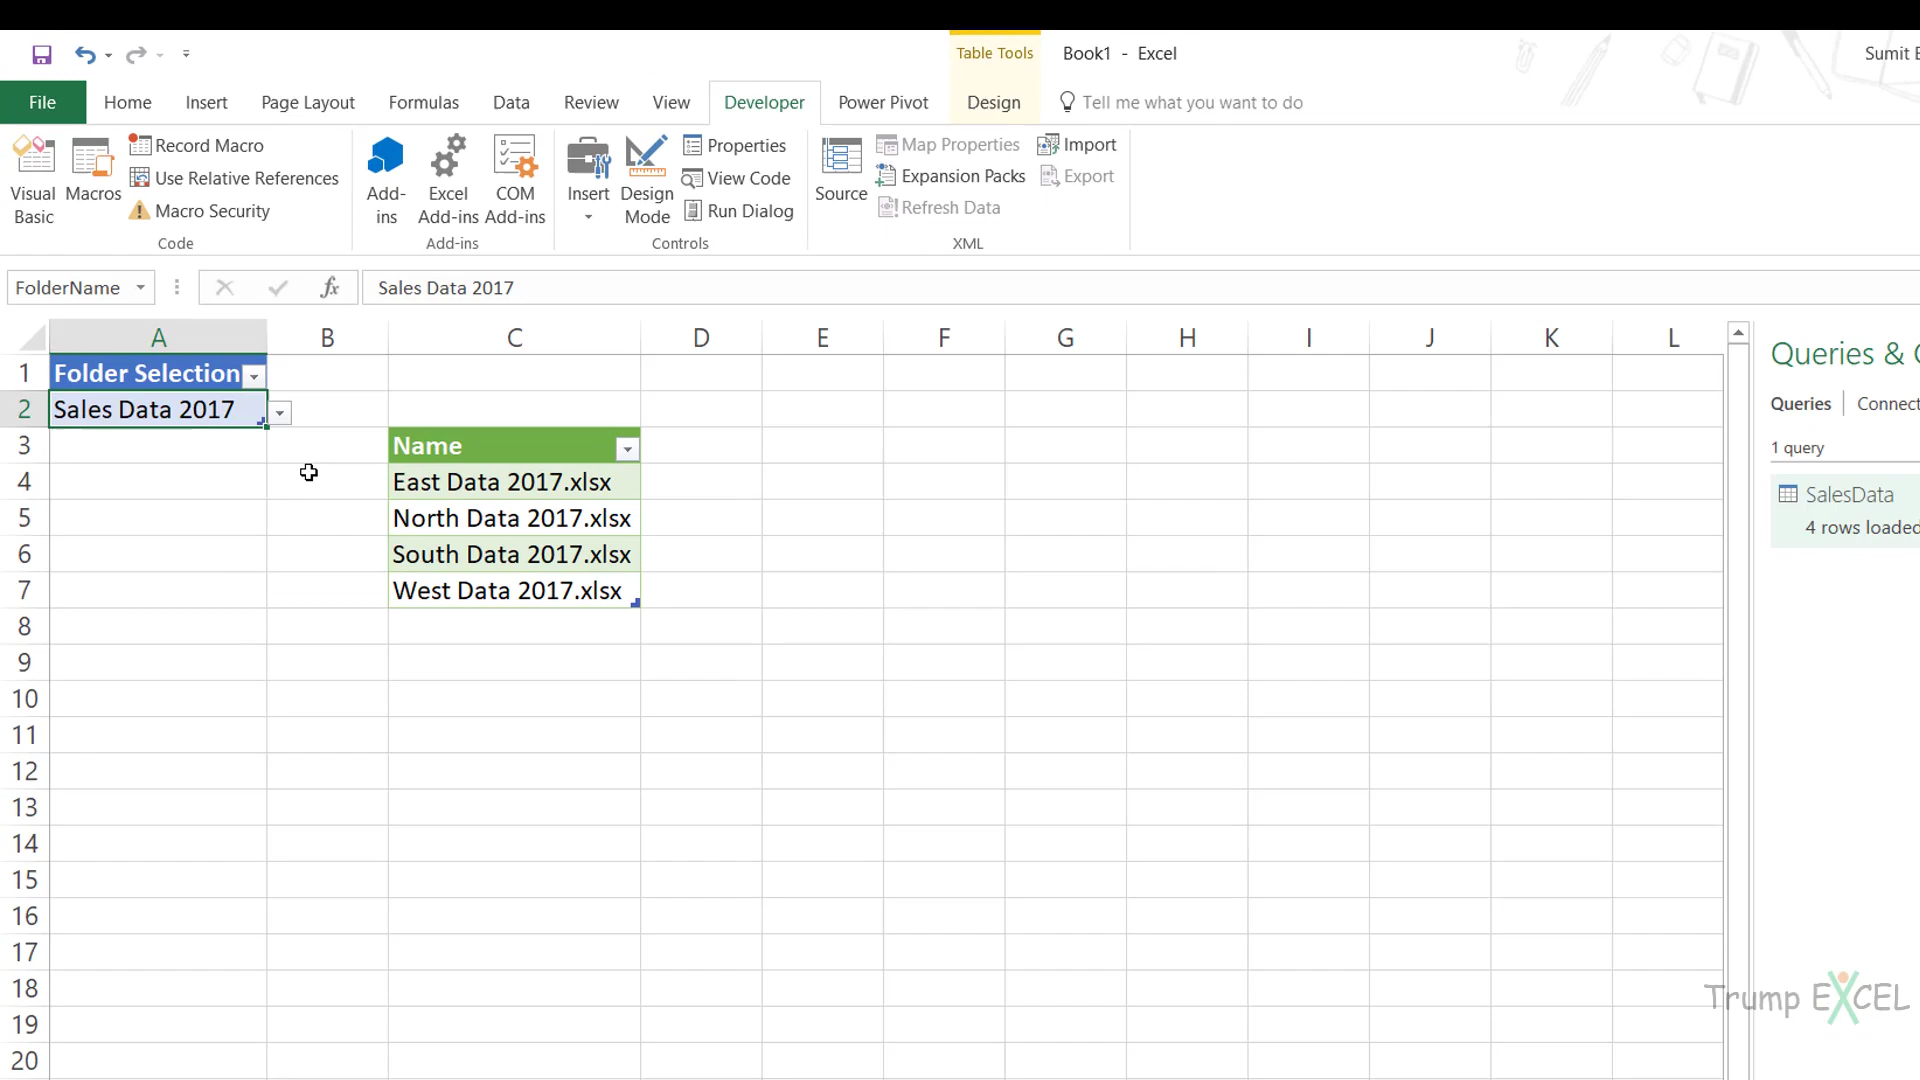 Table Tools
Book1 - Excel
Sumit
File
Home
Insert
Page Layout
Formulas
Data
Review
View
Developer
Power Pivot
Design
Tell me what you want to do
Visual
Basic
Macros
Record Macro
Use Relative References
Macro Security
Code
Add-
ins
Excel
Add-ins
COM
Add-ins
Add-ins
Insert
Design
Mode
Properties
View Code
Run Dialog
Controls
Source
Map Properties
Expansion Packs
Refresh Data
Import
Export
XML
FolderName
fx
Sales Data 2017
A B C D E F G H I J K L
1 Folder Selection
2 Sales Data 2017
3 Name
4 East Data 2017.xlsx
5 North Data 2017.xlsx
6 South Data 2017.xlsx
7 West Data 2017.xlsx
8
9
10
11
12
13
14
15
16
17
18
19
20
Queries &
Queries
Connect
1 query
SalesData
4 rows loaded
Trump EXCEL